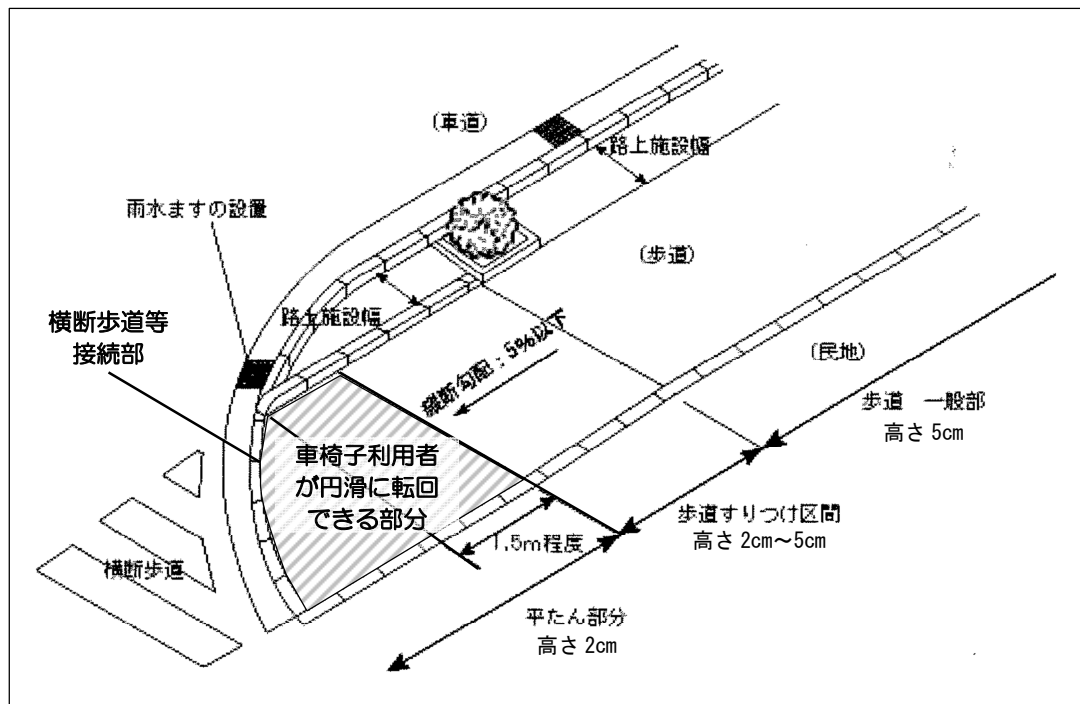 (車道)
路上施設幅
雨水ますの設置
(歩道)
横断歩道等
接続部
路上施設幅
縦断勾配：5%以下
(民地)
歩道　一般部
高さ 5cm
車椅子利用者
が円滑に転回
できる部分
歩道すりつけ区間
高さ 2cm～5cm
1.5m程度
横断歩道
平たん部分
高さ 2cm